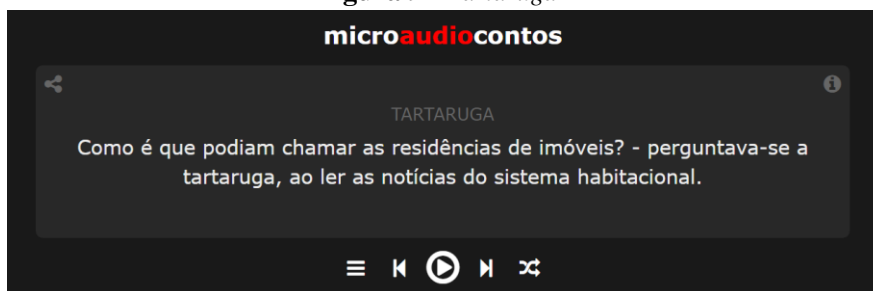 microaudiocontos
TARTARUGA
Como é que podiam chamar as residências de imóveis? - perguntava-se a
tartaruga, ao ler as notícias do sistema habitacional.